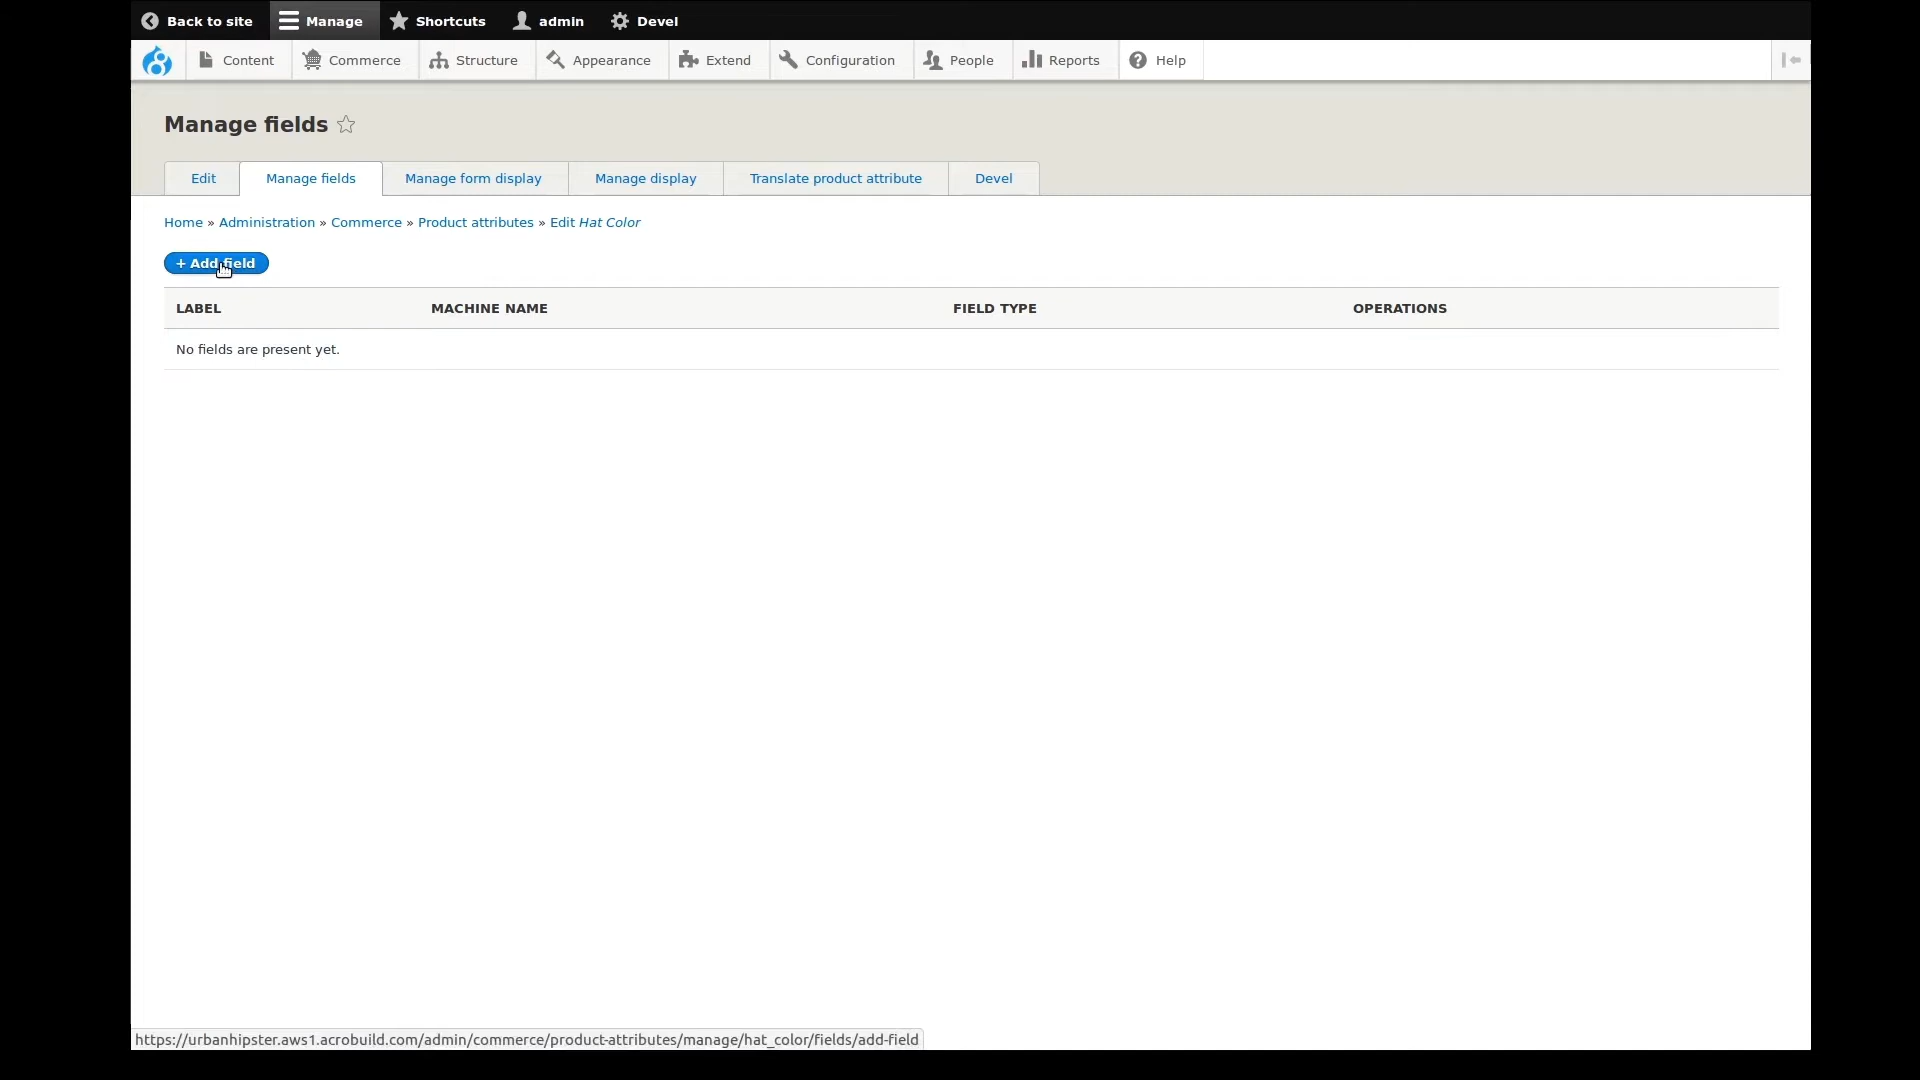 Back to site Manage Shortcuts admin Devel
Content Commerce Structure Appearance Extend Configuration People Reports Help
Manage fields
Edit Manage fields Manage form display Manage display Translate product attribute Devel
Home » Administration » Commerce » Product attributes » Edit Hat Color
+ Add field
LABEL MACHINE NAME FIELD TYPE OPERATIONS
No fields are present yet.
https://urbanhipster.aws1.acrobuild.com/admin/commerce/product-attributes/manage/hat_color/fields/add-field